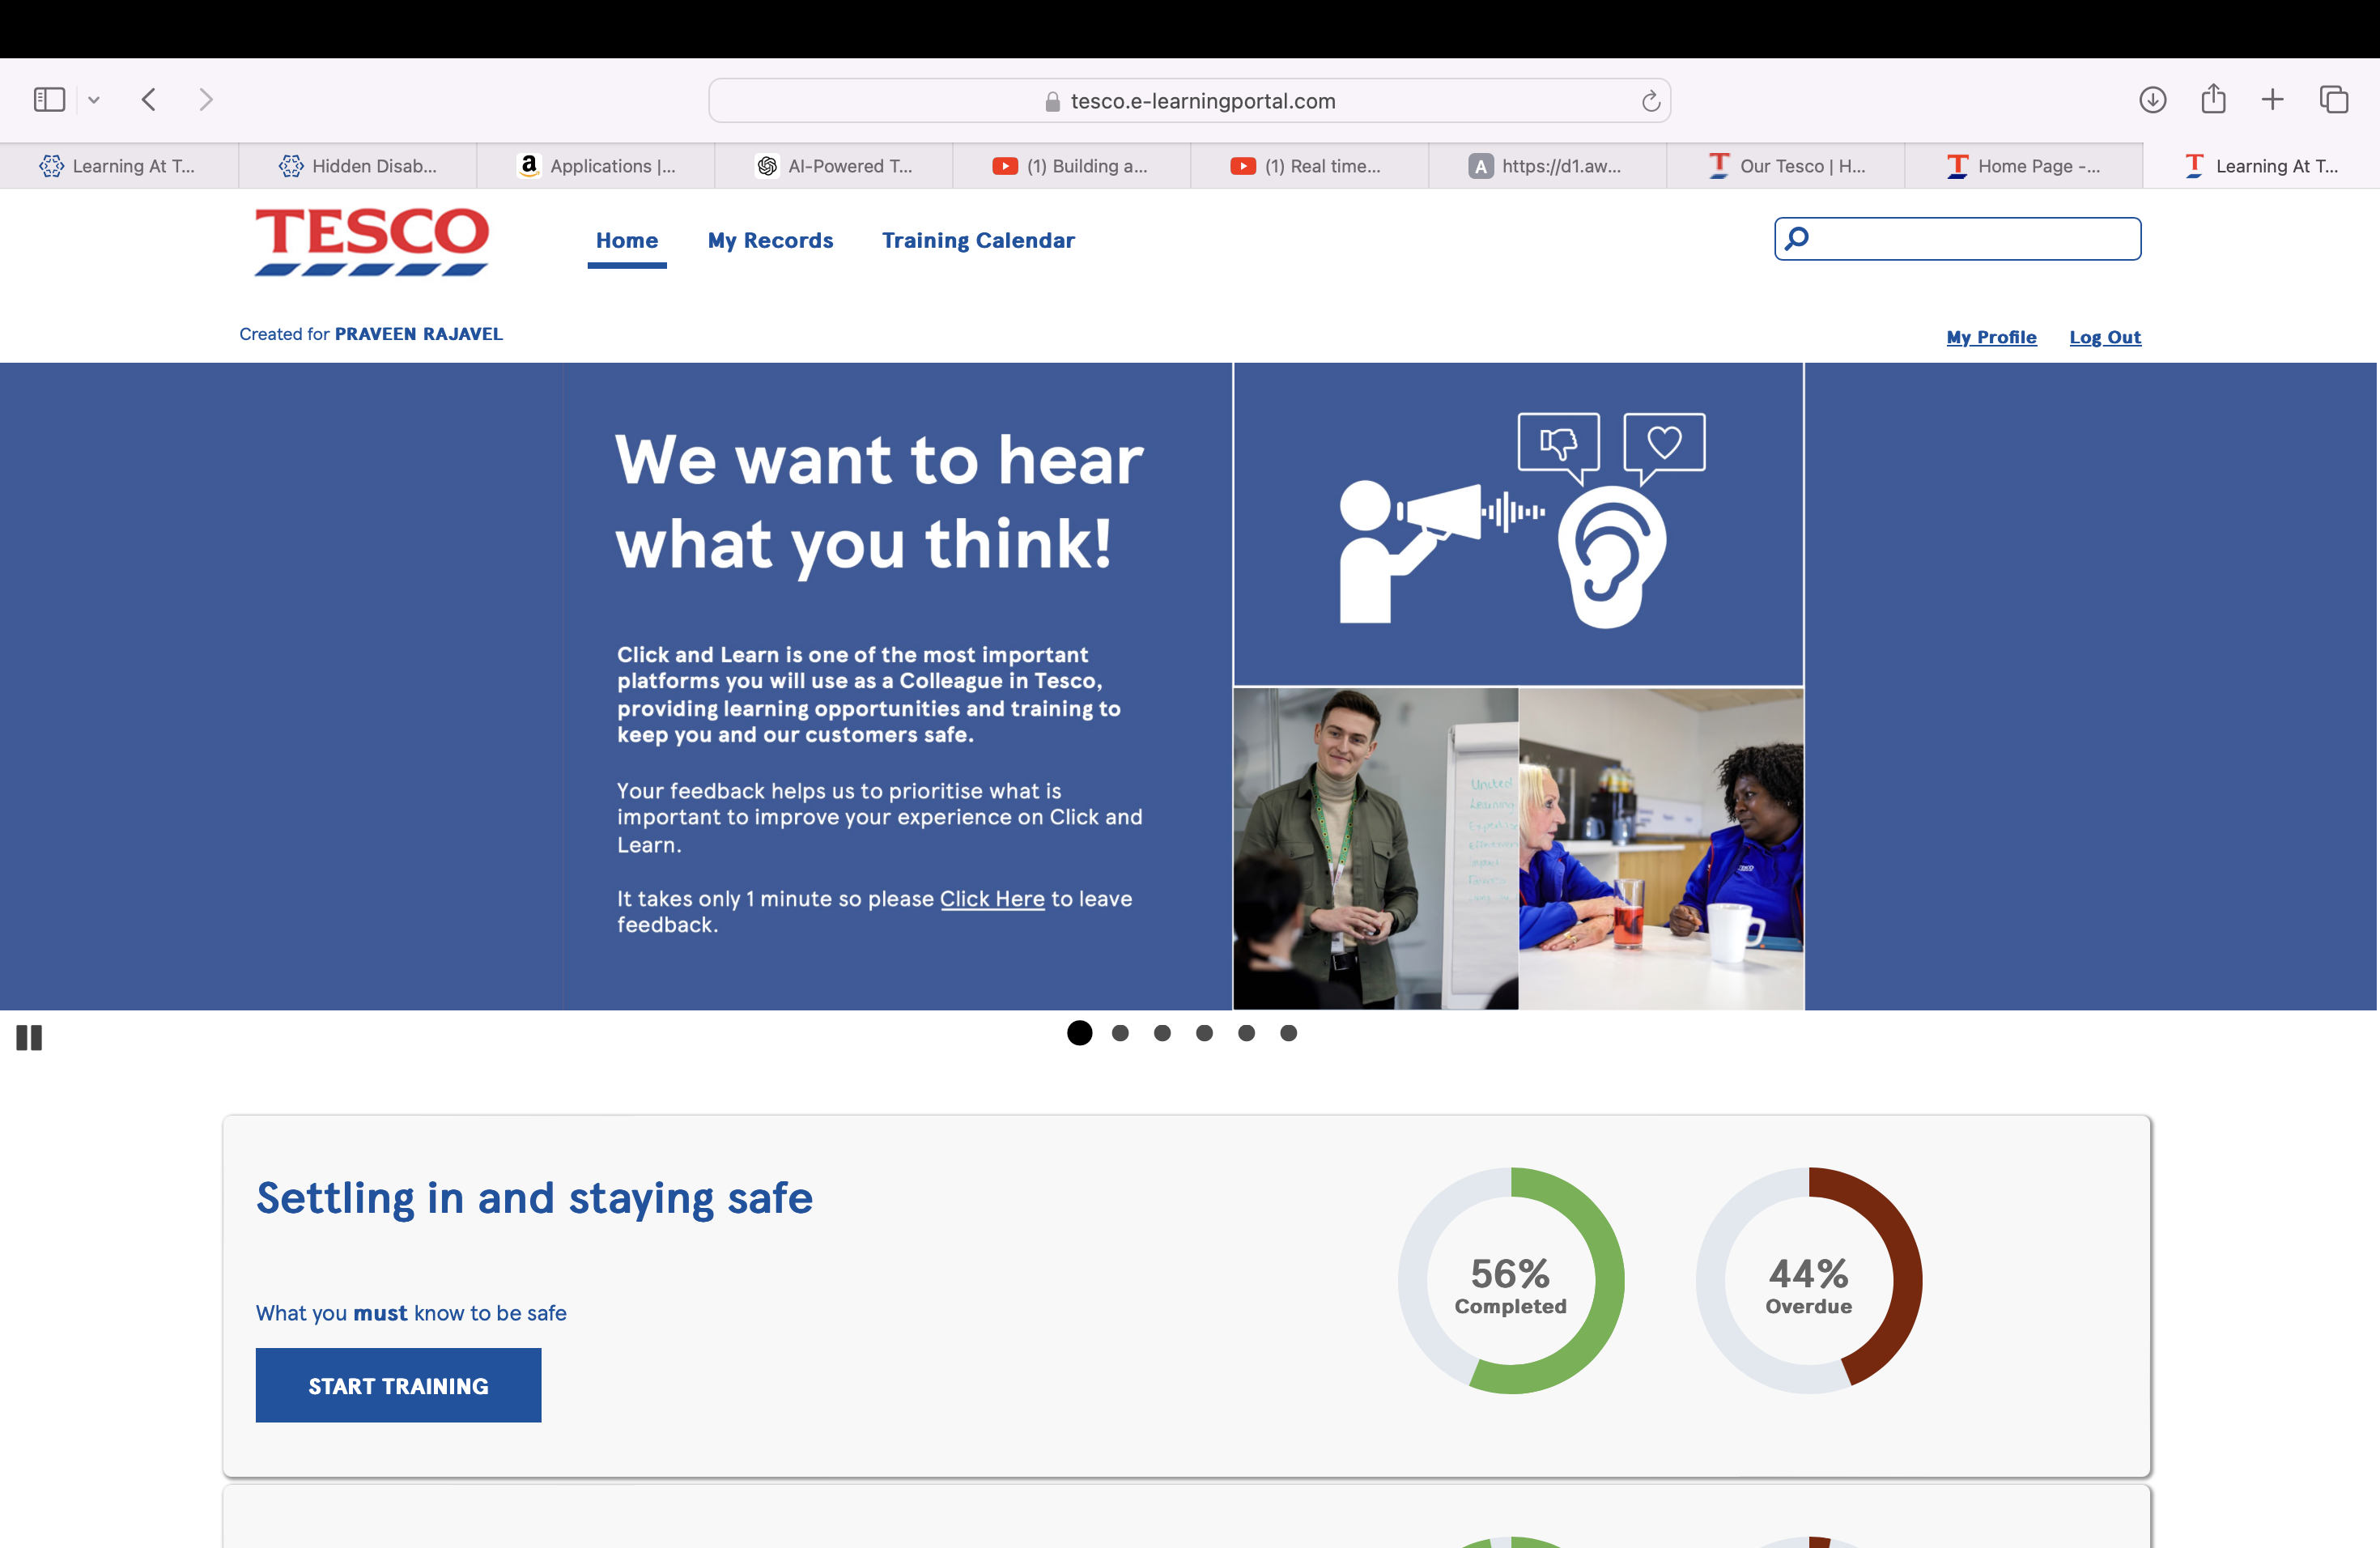 tesco.e-learningportal.com
Learning At T...
Hidden Disab...
Applications |...
AI-Powered T...
(1) Building a...
(1) Real time...
A
https://d1.aw...
Our Tesco | H...
Home Page -...
Learning At T...
TESCO
Home
My Records
Training Calendar
Created for PRAVEEN RAJAVEL
My Profile
Log Out
We want to hear
what you think!
Click and Learn is one of the most important
platforms you will use as a Colleague in Tesco,
providing learning opportunities and training to
keep you and our customers safe.
Your feedback helps us to prioritise what is
important to improve your experience on Click and
Learn.
It takes only 1 minute so please Click Here to leave
feedback.
United
Learning
Settling in and staying safe
What you must know to be safe
START TRAINING
56%
Completed
44%
Overdue